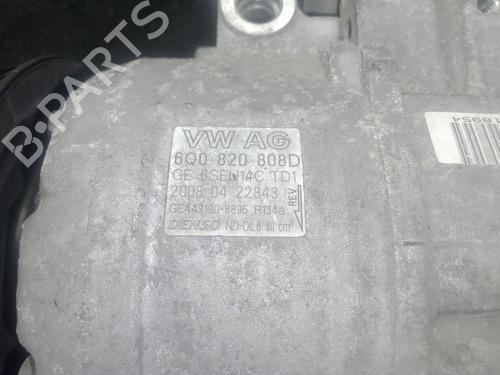 VW AG
6Q0 820 808D
GE 6SEU14C TD1
2008 04 22843
GE447190-8895 R134a
DENSO ND-OIL8 80 cm³
REV
18954
B-PARTS